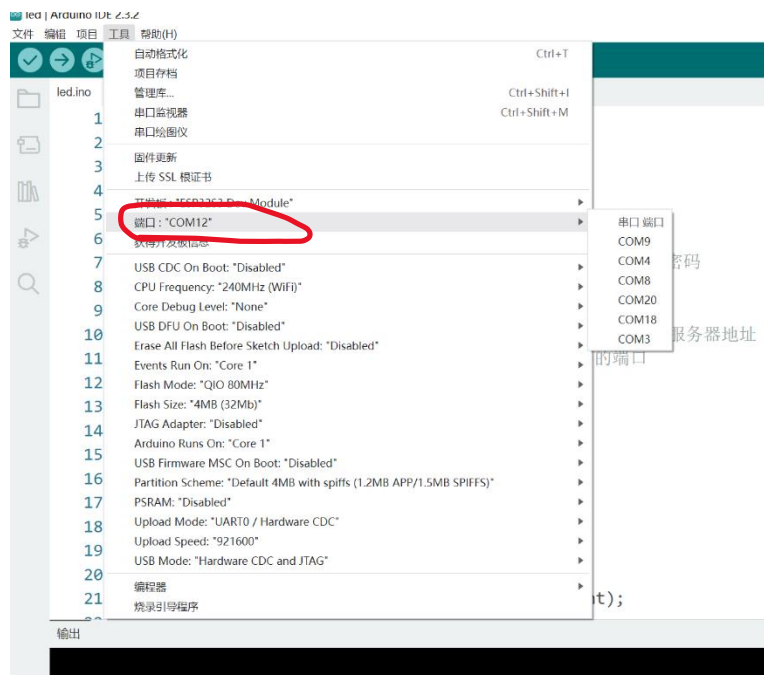 led | Arduino IDE 2.3.2
文件 编辑 项目 工具 帮助(H)
自动格式化 Ctrl+T
项目存档
管理库... Ctrl+Shift+I
串口监视器 Ctrl+Shift+M
串口绘图仪
固件更新
上传 SSL 根证书
开发板: "ESP32S3 Dev Module"
端口: "COM12"
获得开发板信息
USB CDC On Boot: "Disabled"
CPU Frequency: "240MHz (WiFi)"
Core Debug Level: "None"
USB DFU On Boot: "Disabled"
Erase All Flash Before Sketch Upload: "Disabled"
Events Run On: "Core 1"
Flash Mode: "QIO 80MHz"
Flash Size: "4MB (32Mb)"
JTAG Adapter: "Disabled"
Arduino Runs On: "Core 1"
USB Firmware MSC On Boot: "Disabled"
Partition Scheme: "Default 4MB with spiffs (1.2MB APP/1.5MB SPIFFS)"
PSRAM: "Disabled"
Upload Mode: "UART0 / Hardware CDC"
Upload Speed: "921600"
USB Mode: "Hardware CDC and JTAG"
编程器
烧录引导程序
串口 端口
COM9
COM4
COM8
COM20
COM18
COM3
led.ino
1
2
3
4
5
6
7 密码
8
9
10 服务器地址
11 的端口
12
13
14
15
16
17
18
19
20
21 nt);
输出